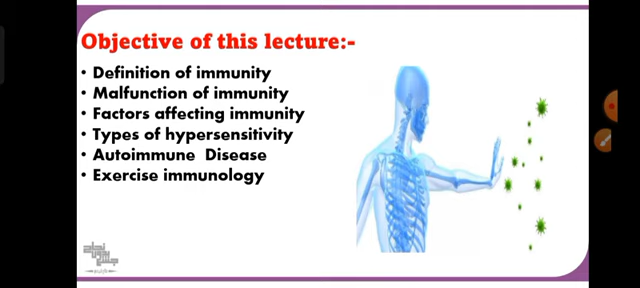 Objective of this lecture:-
• Definition of immunity
• Malfunction of immunity
• Factors affecting immunity
• Types of hypersensitivity
• Autoimmune Disease
• Exercise immunology